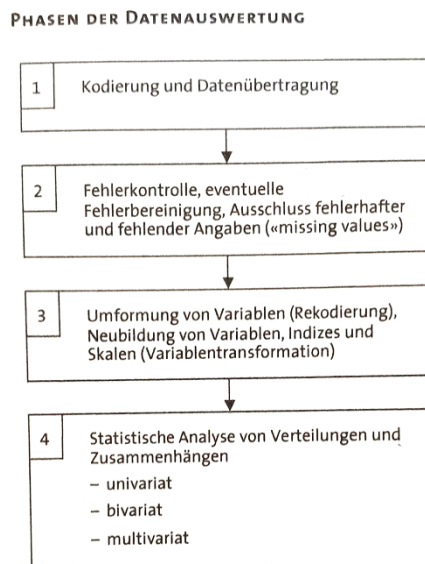 PHASEN DER DATENAUSWERTUNG
1
Kodierung und Datenübertragung
2
Fehlerkontrolle, eventuelle
Fehlerbereinigung, Ausschluss fehlerhafter
und fehlender Angaben («missing values»)
3
Umformung von Variablen (Rekodierung),
Neubildung von Variablen, Indizes und
Skalen (Variablentransformation)
4
Statistische Analyse von Verteilungen und
Zusammenhängen
– univariat
– bivariat
– multivariat